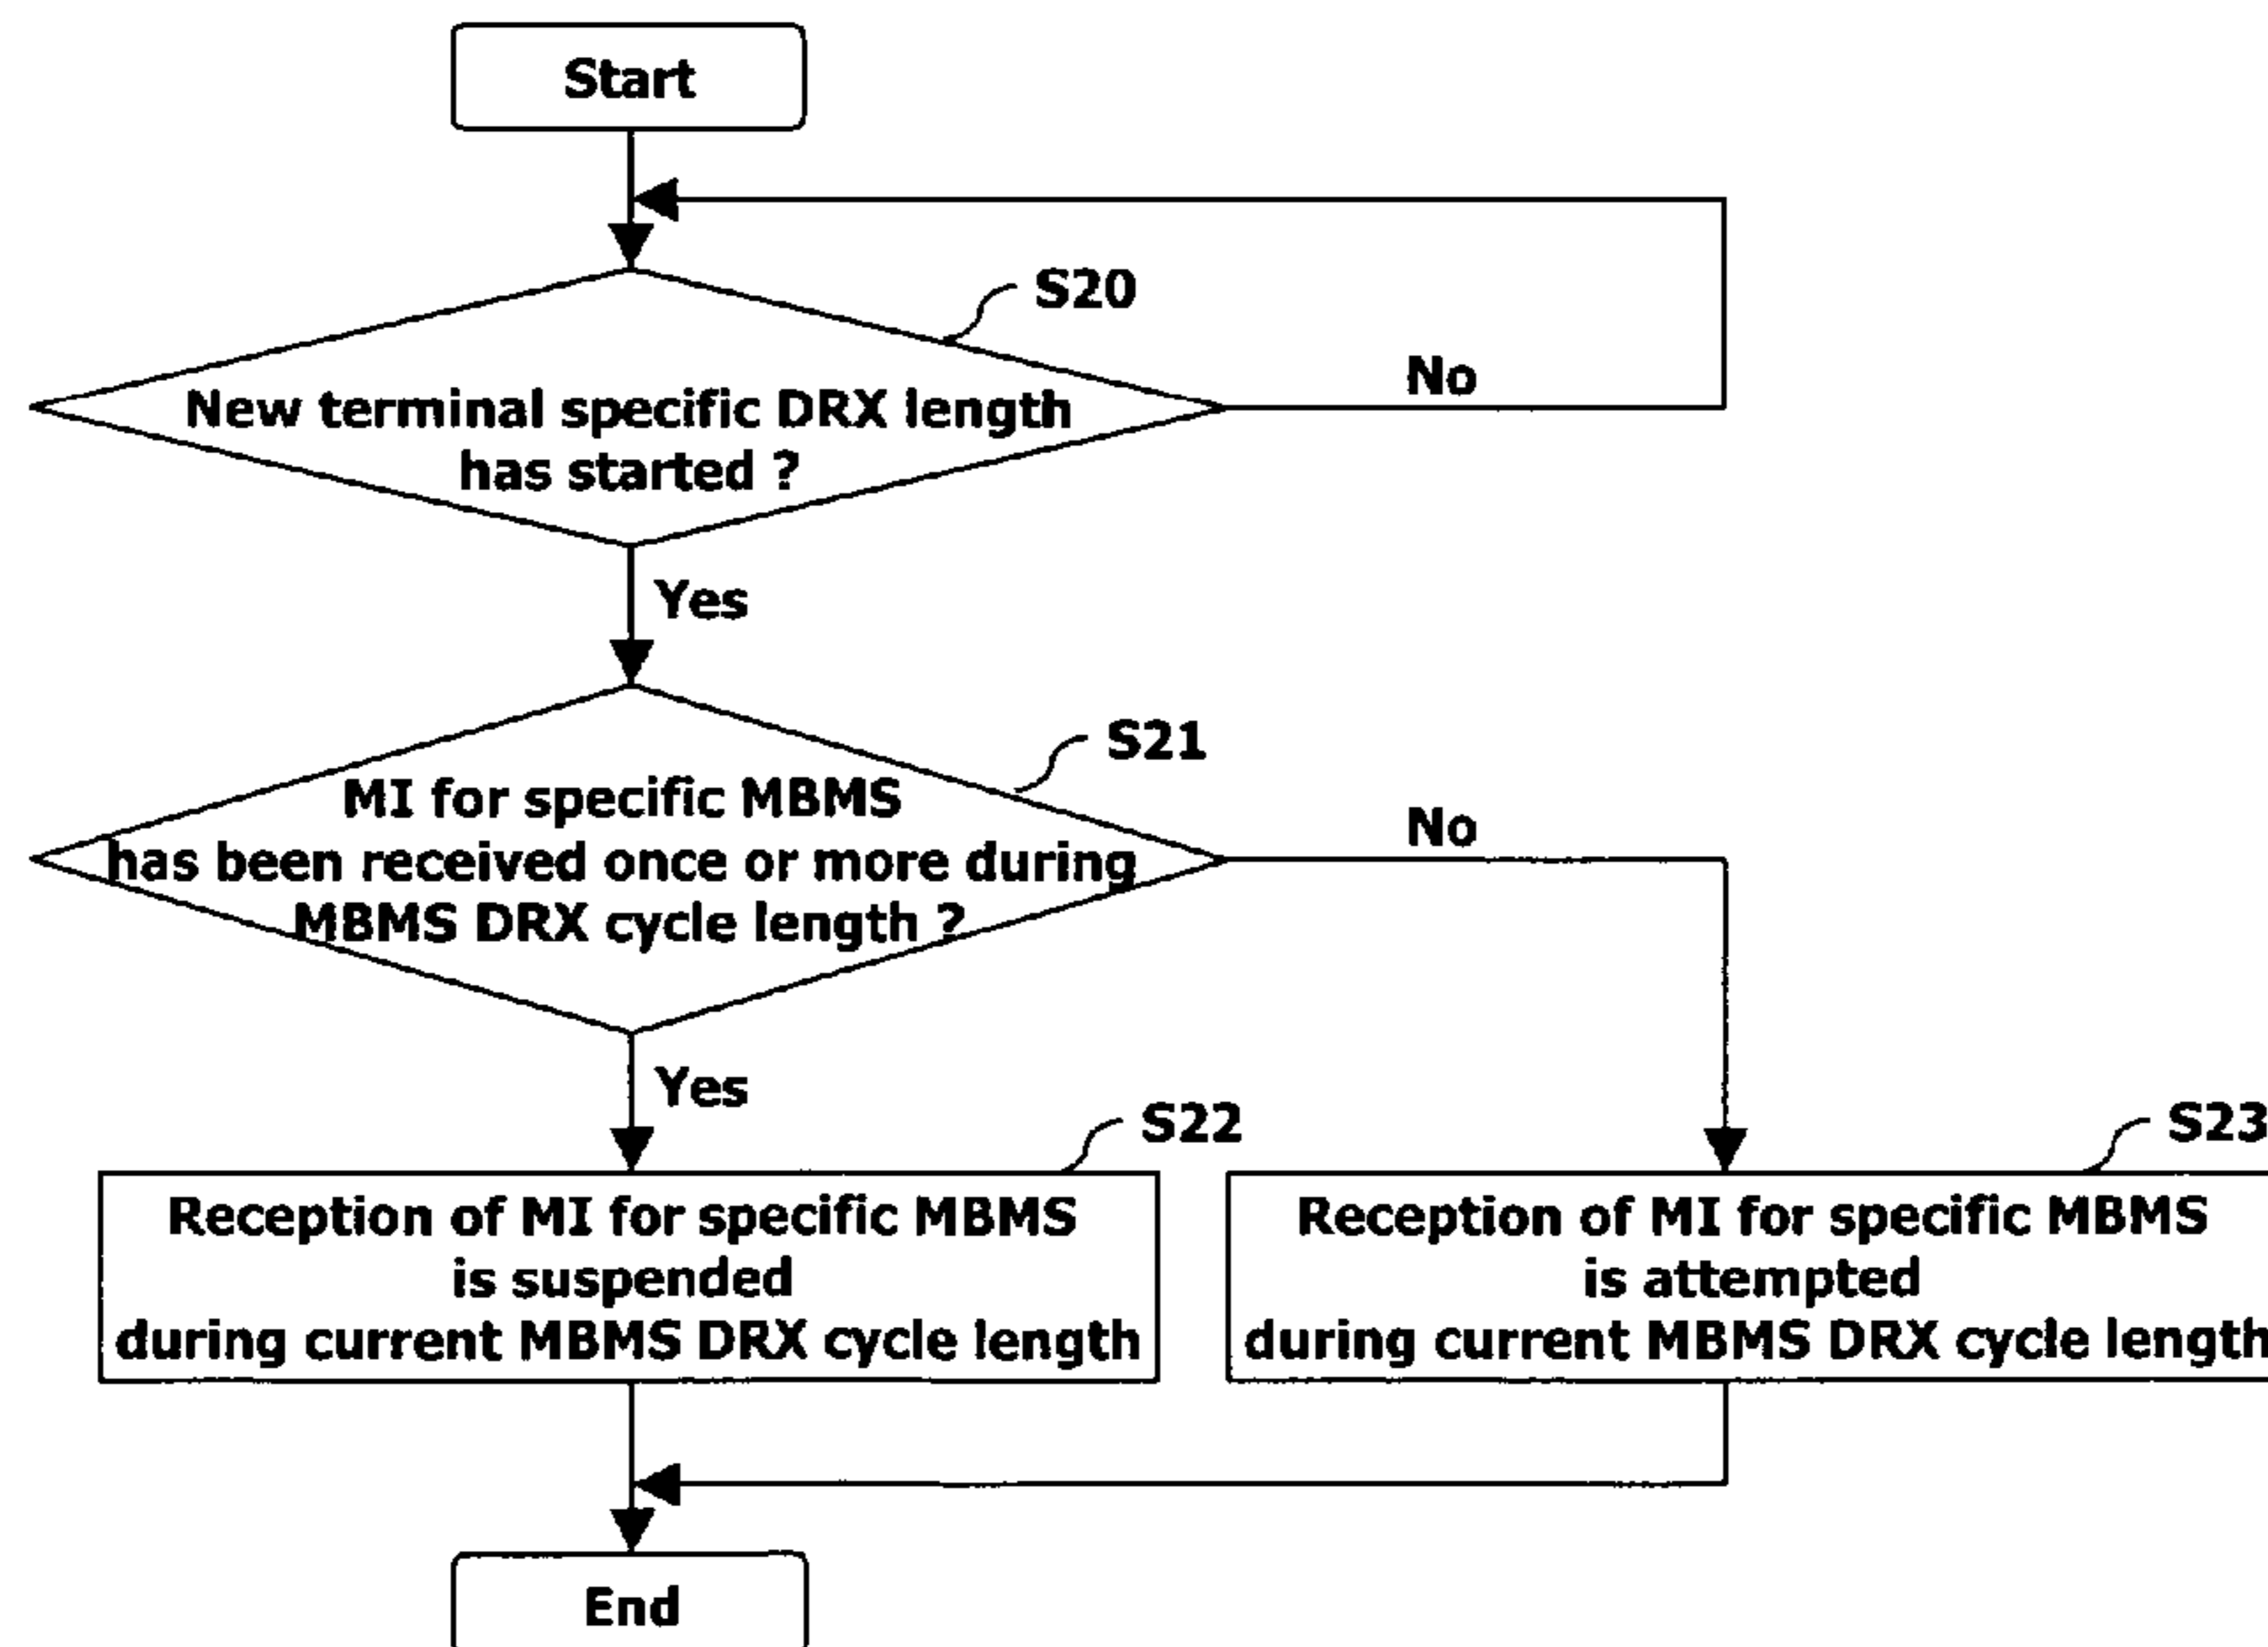 Start
S20
No
New terminal specific DRX length
has started ?
Yes
S21
MI for specific MBMS
has been received once or more during
MBMS DRX cycle length ?
No
Yes
S22
S23
Reception of MI for specific MBMS
is suspended
during current MBMS DRX cycle length
Reception of MI for specific MBMS
is attempted
during current MBMS DRX cycle length
End